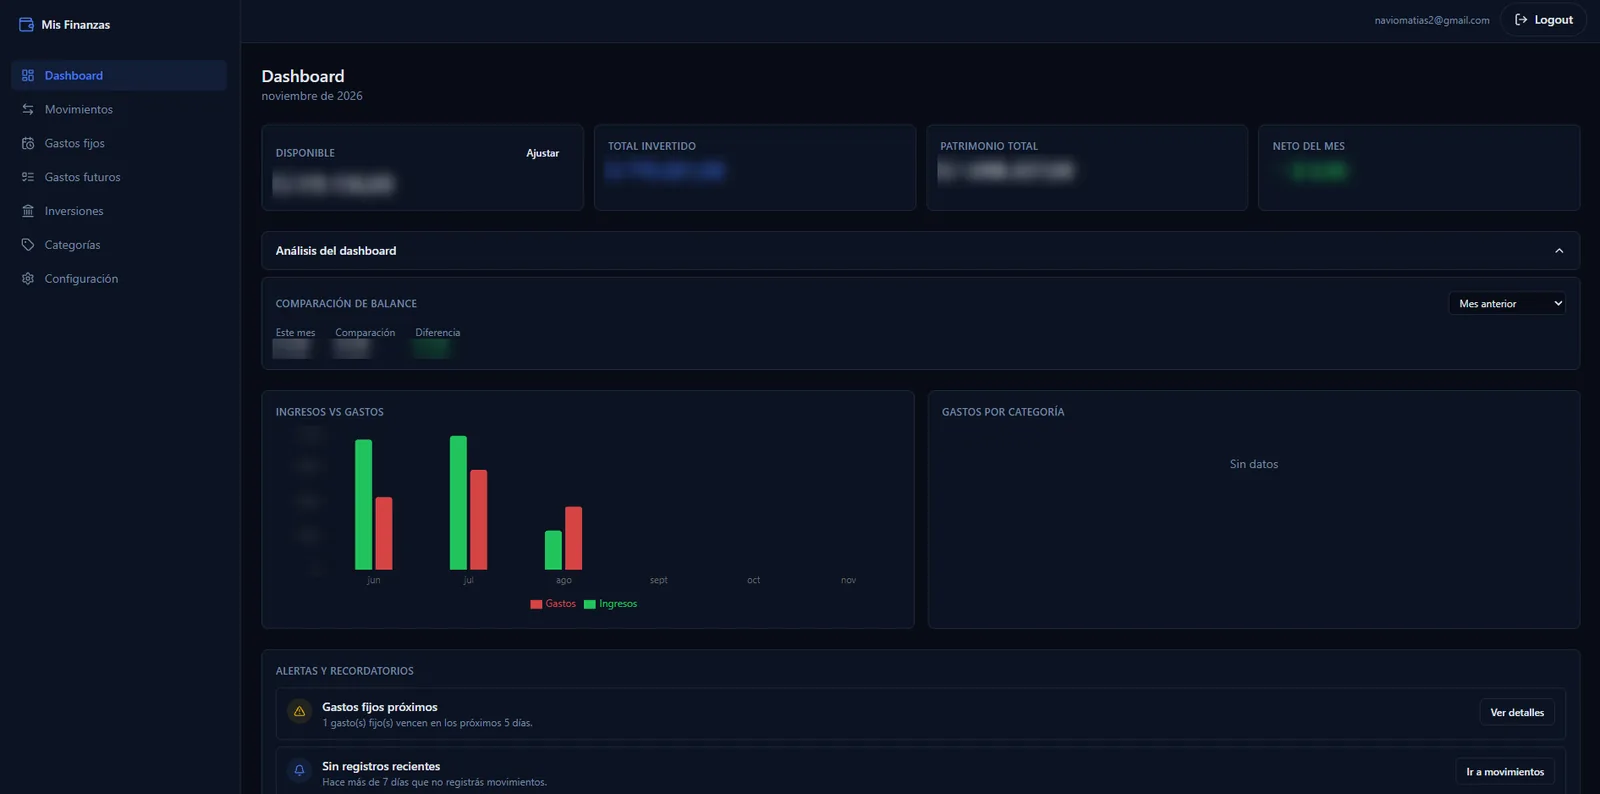 Mis Finanzas
naviomatias2@gmail.com
Logout
Dashboard
Movimientos
Gastos fijos
Gastos futuros
Inversiones
Categorías
Configuración
Dashboard
noviembre de 2026
DISPONIBLE
Ajustar
TOTAL INVERTIDO
PATRIMONIO TOTAL
NETO DEL MES
Análisis del dashboard
COMPARACIÓN DE BALANCE
Mes anterior
Este mes
Comparación
Diferencia
INGRESOS VS GASTOS
jun
jul
ago
sept
oct
nov
Gastos
Ingresos
GASTOS POR CATEGORÍA
Sin datos
ALERTAS Y RECORDATORIOS
Gastos fijos próximos
1 gasto(s) fijo(s) vencen en los próximos 5 días.
Ver detalles
Sin registros recientes
Hace más de 7 días que no registrás movimientos.
Ir a movimientos